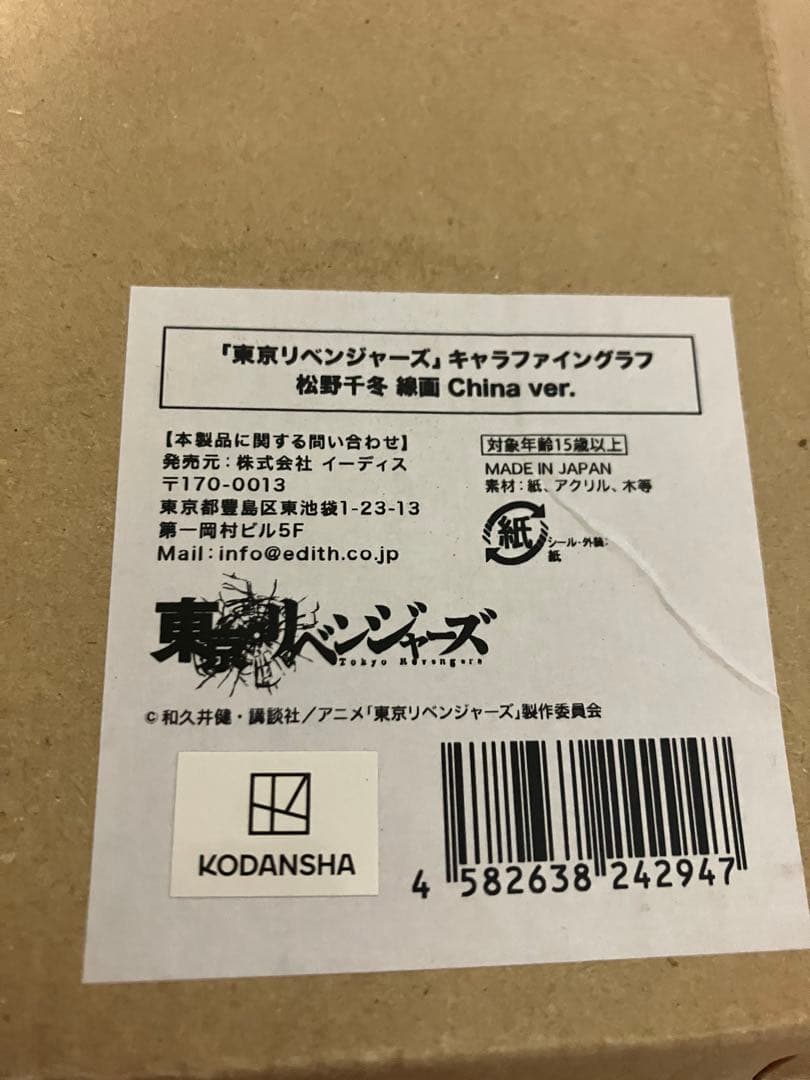 「東京リベンジャーズ」キャラファイングラフ
松野千冬 線画 China ver.
【本製品に関する問い合わせ】
発売元：株式会社 イーディス
〒170-0013
東京都豊島区東池袋1-23-13
第一岡村ビル5F
Mail：info@edith.co.jp
対象年齢15歳以上
MADE IN JAPAN
素材：紙、アクリル、木等
紙
シール・外装：
紙
東京リベンジャーズ
Tokyo Revengers
©和久井健・講談社／アニメ「東京リベンジャーズ」製作委員会
KODANSHA
4 582638 242947